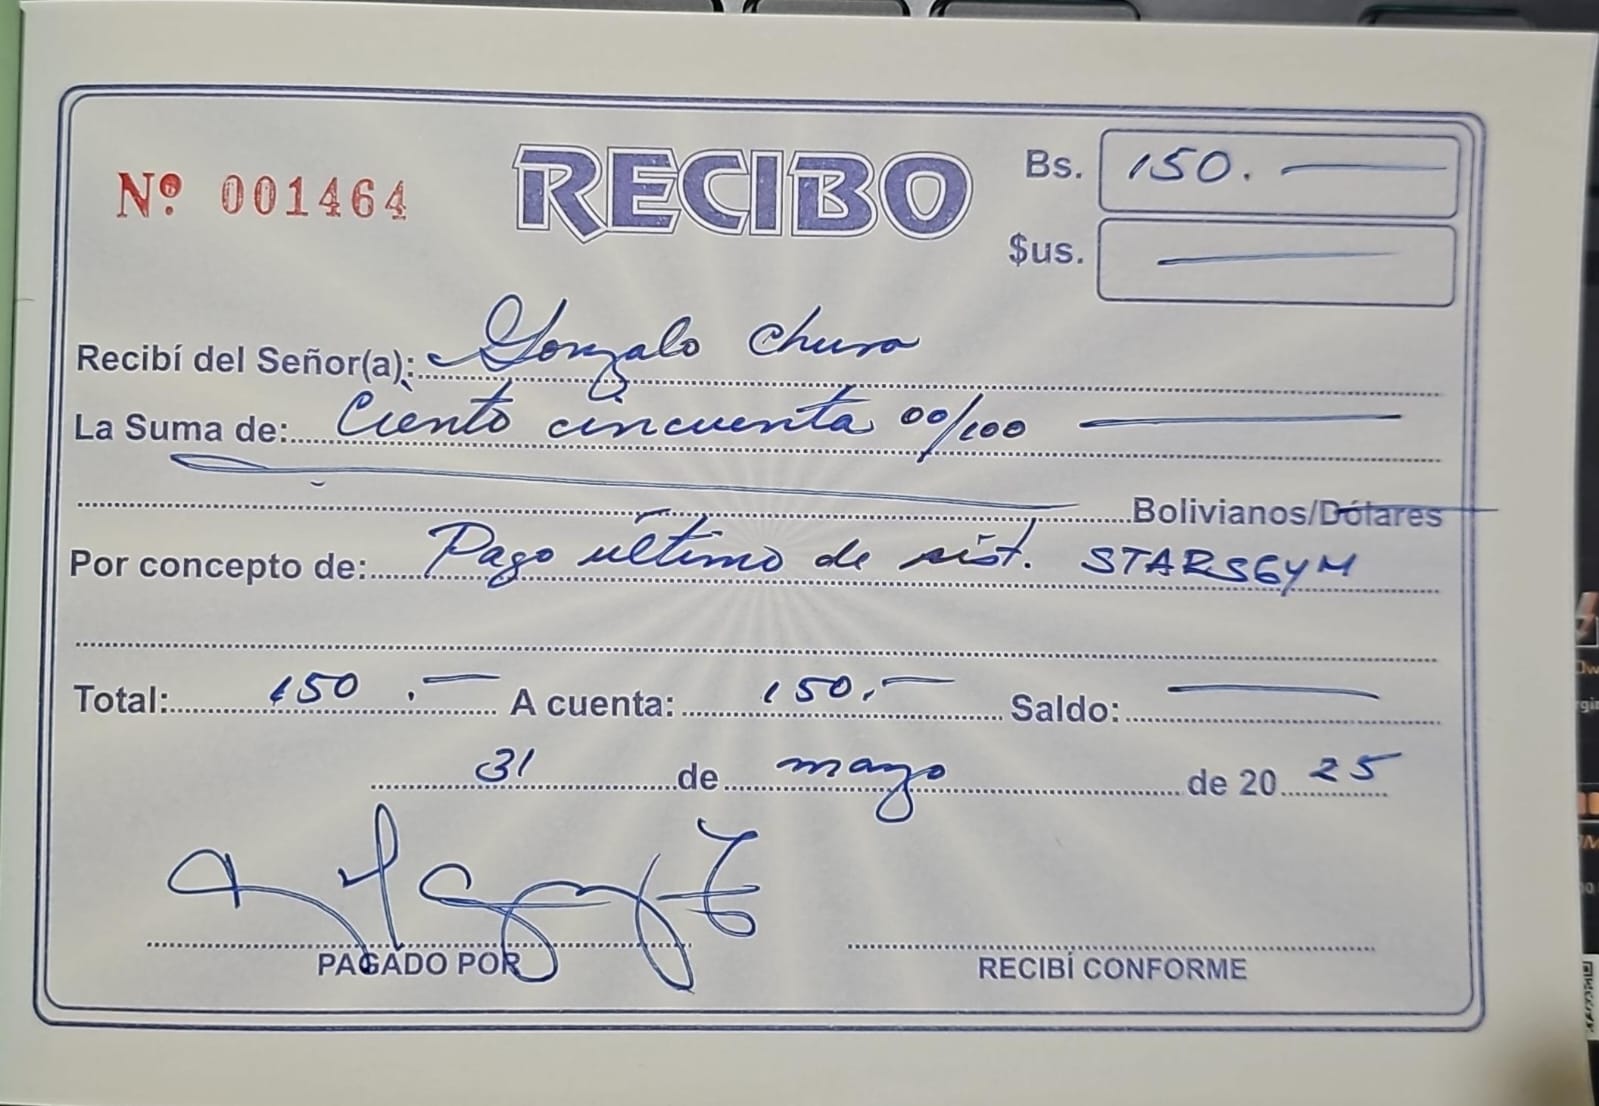 Nº 001464
RECIBO
Bs. 150.
$us.
Recibí del Señor(a): Gonzalo Chura
La Suma de: Ciento cincuenta 00/100
Bolivianos/Dólares
Por concepto de: Pago último de sist. STARSGYM
Total: 150.- A cuenta: 150.- Saldo:
31 de mayo de 2025
PAGADO POR
RECIBÍ CONFORME